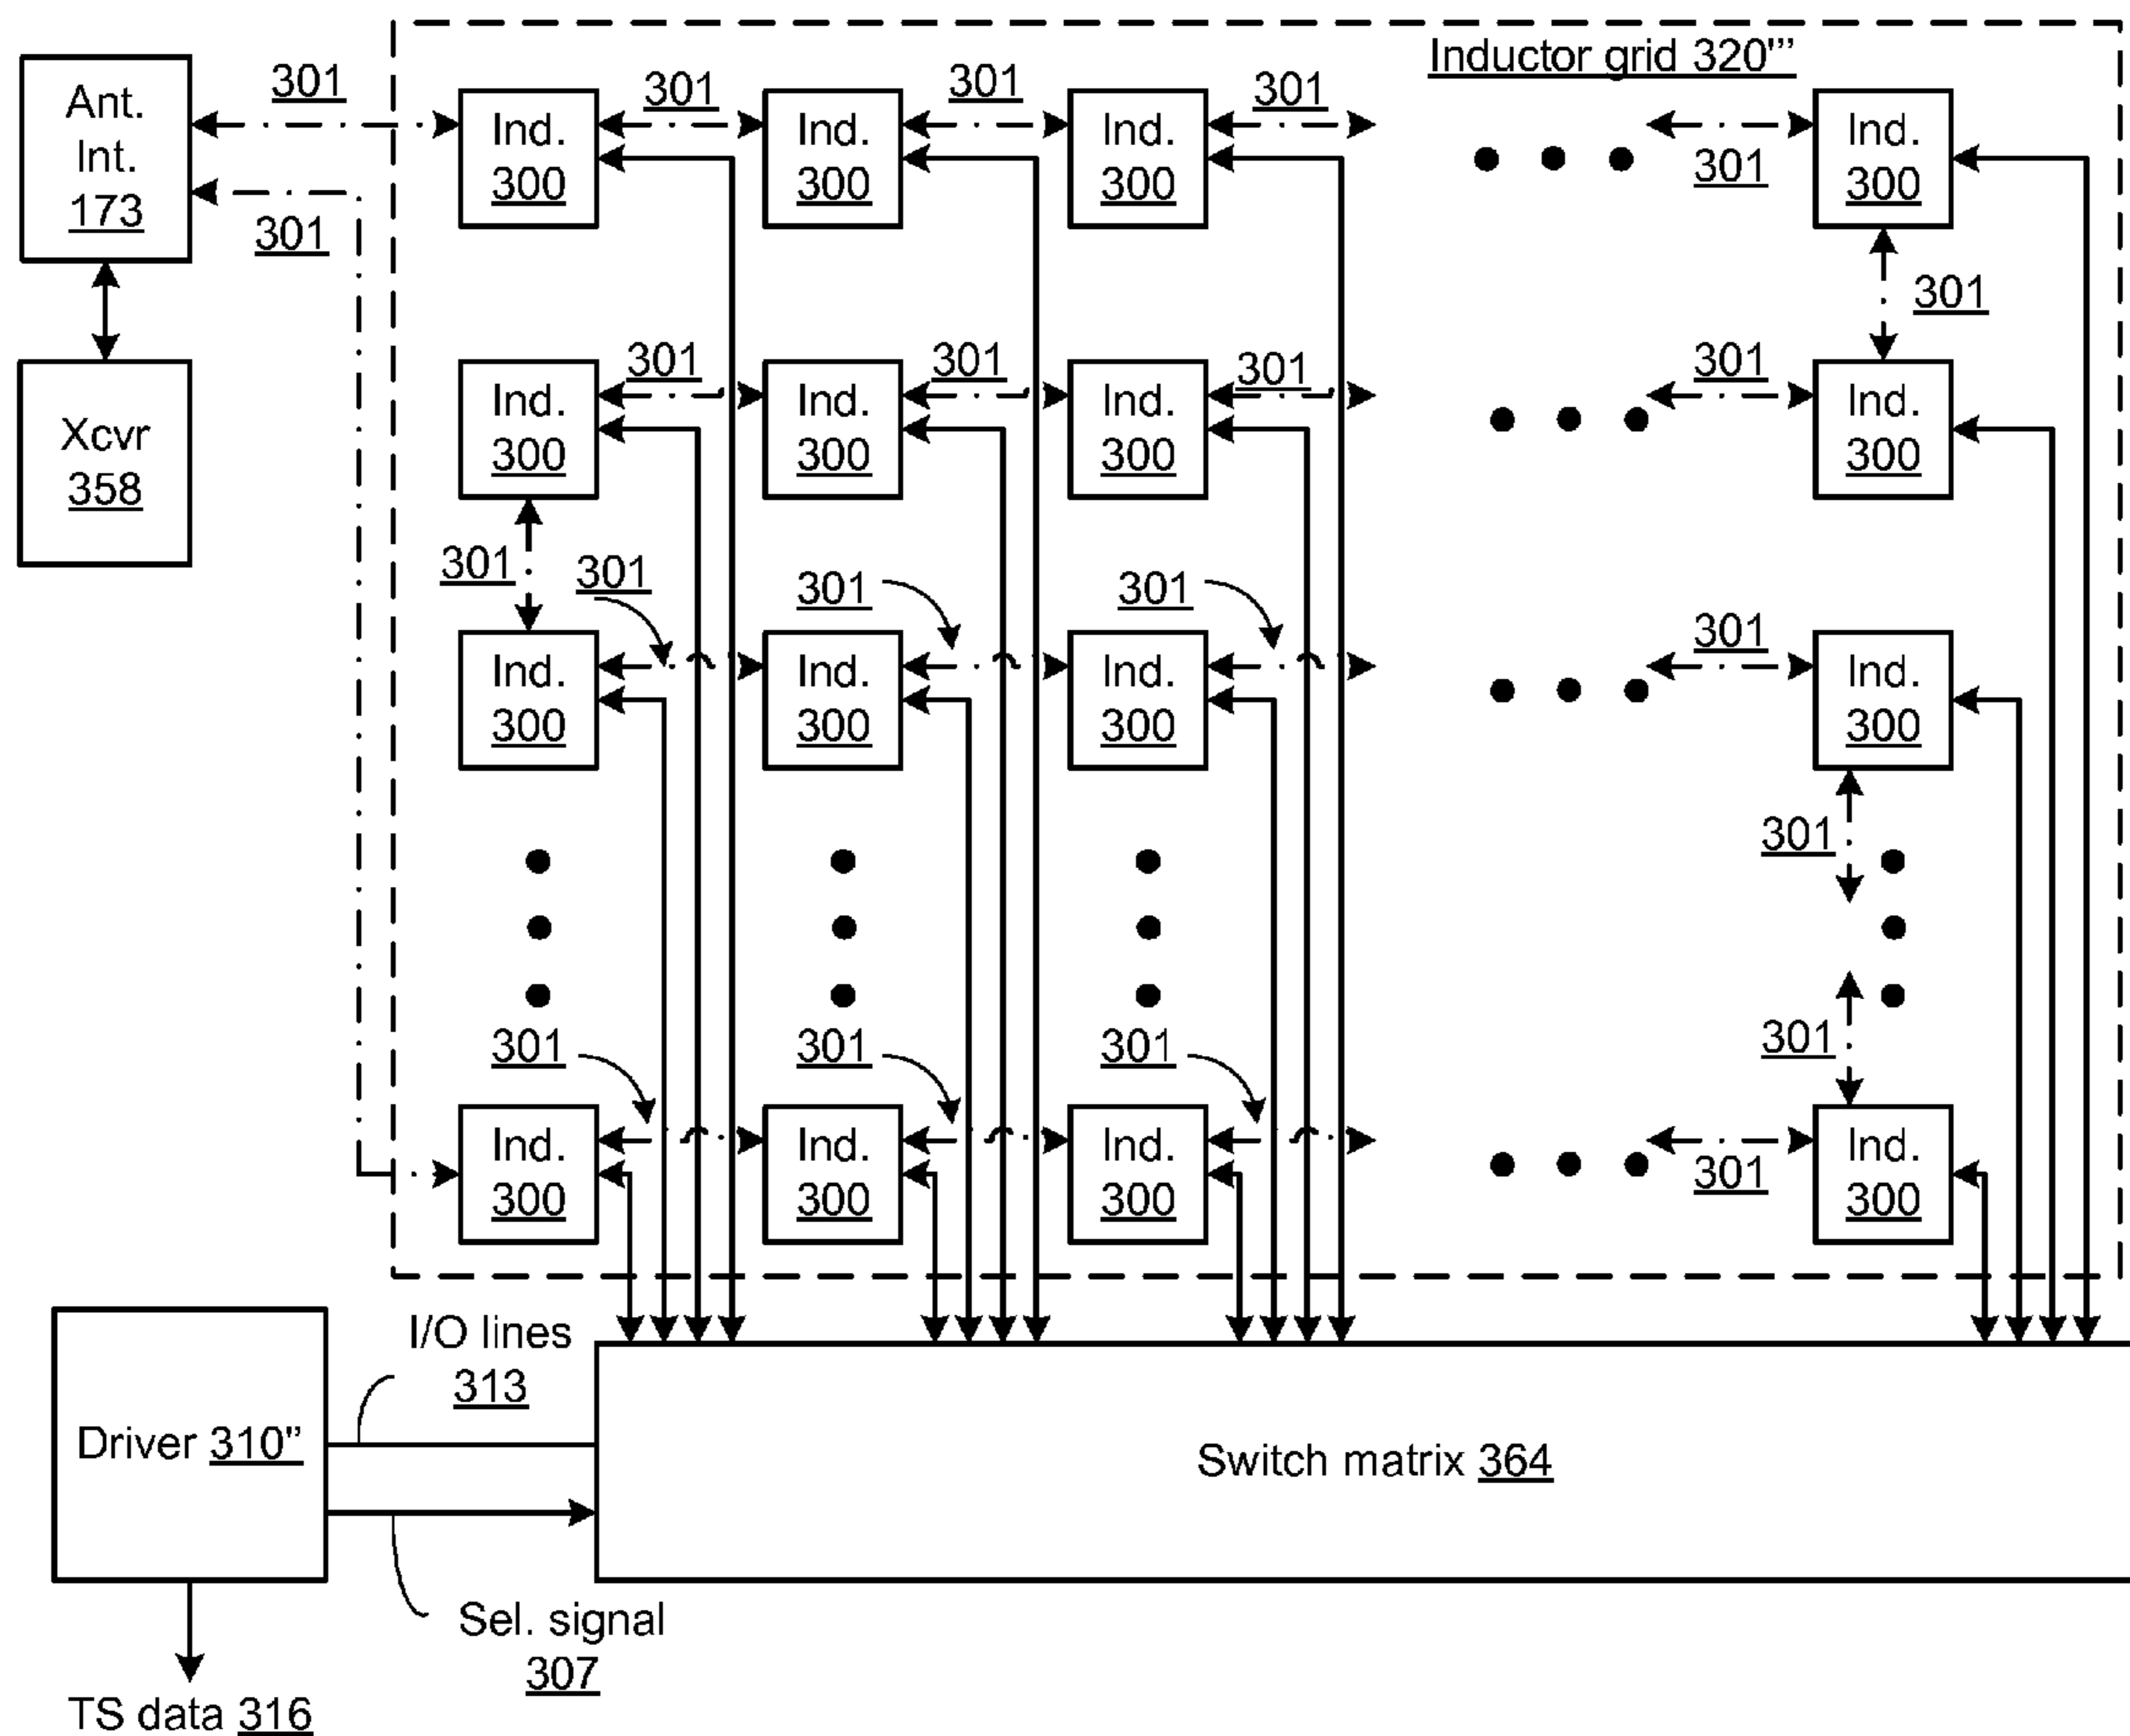 Inductor grid 320'''
Ant.
Int.
173
301
301
301
301
301
301
Ind.
300
Ind.
300
Ind.
300
Ind.
300
301
Xcvr
358
301
301
301
301
Ind.
300
Ind.
300
Ind.
300
Ind.
300
301
301
301
301
301
Ind.
300
Ind.
300
Ind.
300
Ind.
300
301
301
301
301
301
301
Ind.
300
Ind.
300
Ind.
300
Ind.
300
I/O lines
313
Driver 310"
Switch matrix 364
Sel. signal
307
TS data 316